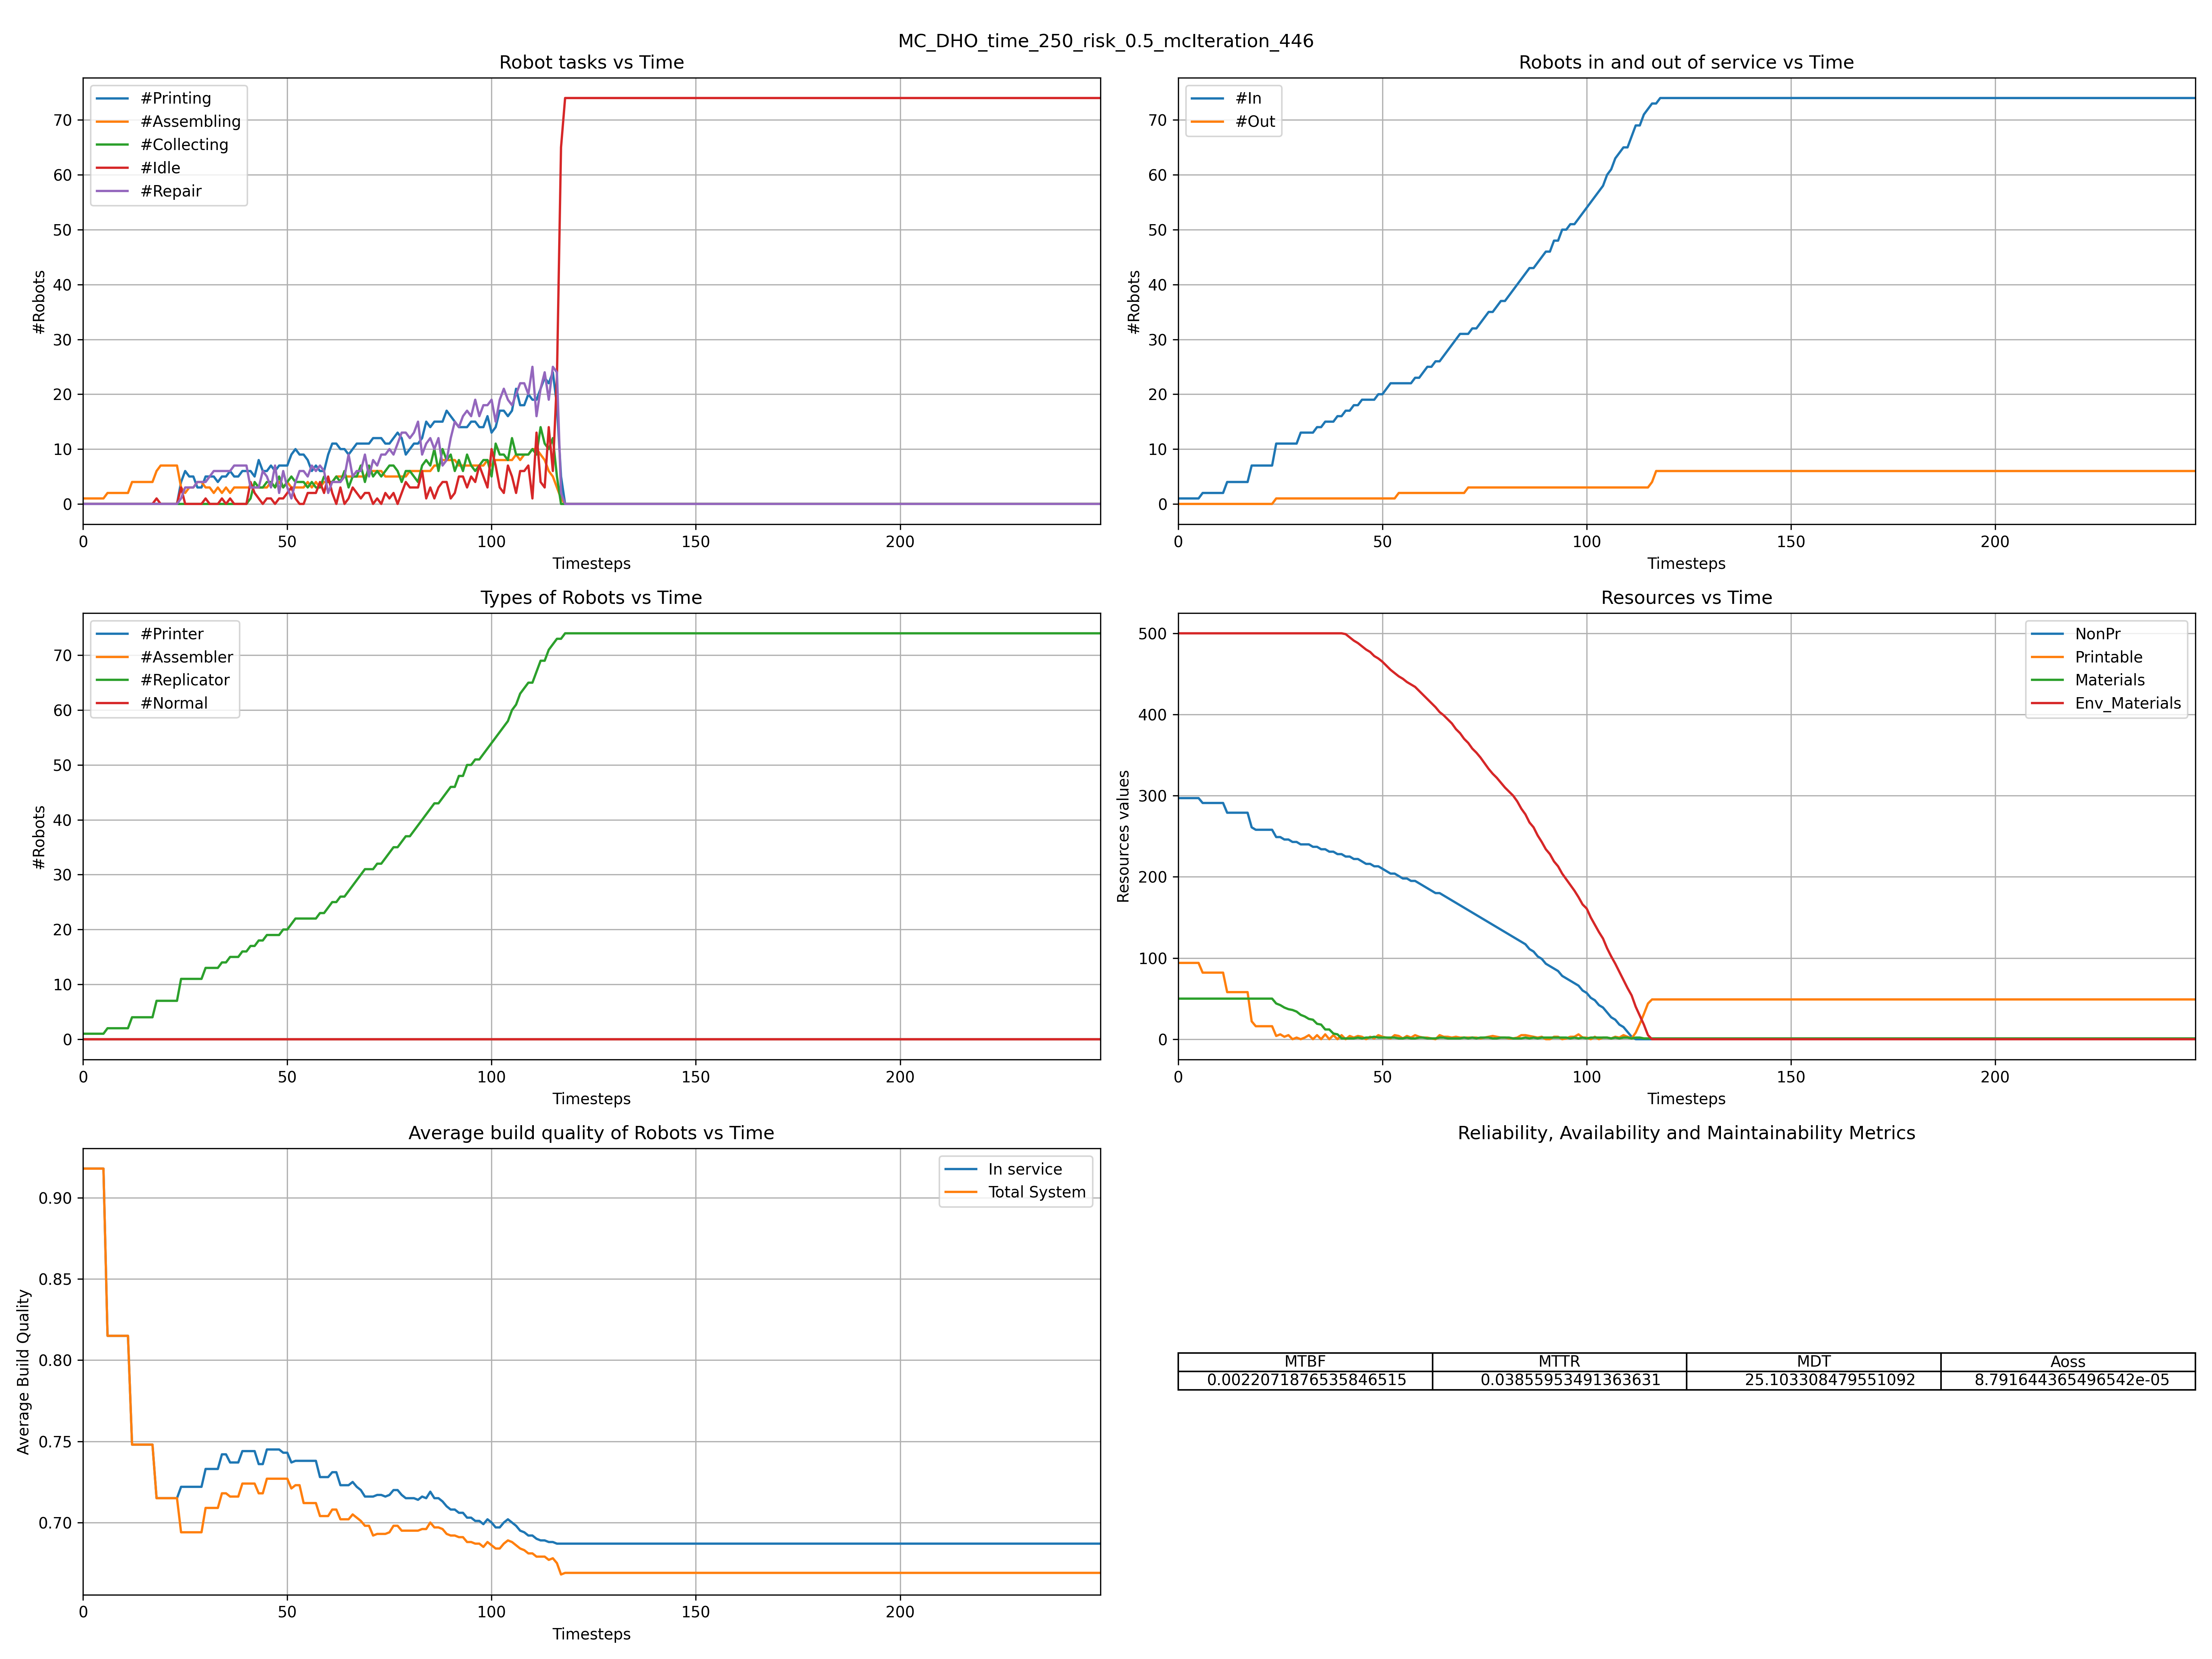 MC_DHO_time_250_risk_0.5_mcIteration_446
Robot tasks vs Time
#Printing
#Assembling
#Collecting
#Idle
#Repair
70
60
50
40
30
20
10
0
#Robots
0 50 100 150 200
Timesteps
Robots in and out of service vs Time
#In
#Out
70
60
50
40
30
20
10
0
#Robots
0 50 100 150 200
Timesteps
Types of Robots vs Time
#Printer
#Assembler
#Replicator
#Normal
70
60
50
40
30
20
10
0
#Robots
0 50 100 150 200
Timesteps
Resources vs Time
NonPr
Printable
Materials
Env_Materials
500
400
300
200
100
0
Resources values
0 50 100 150 200
Timesteps
Average build quality of Robots vs Time
In service
Total System
0.90
0.85
0.80
0.75
0.70
Average Build Quality
0 50 100 150 200
Timesteps
Reliability, Availability and Maintainability Metrics
MTBF MTTR MDT Aoss
0.0022071876535846515 0.03855953491363631 25.103308479551092 8.791644365496542e-05